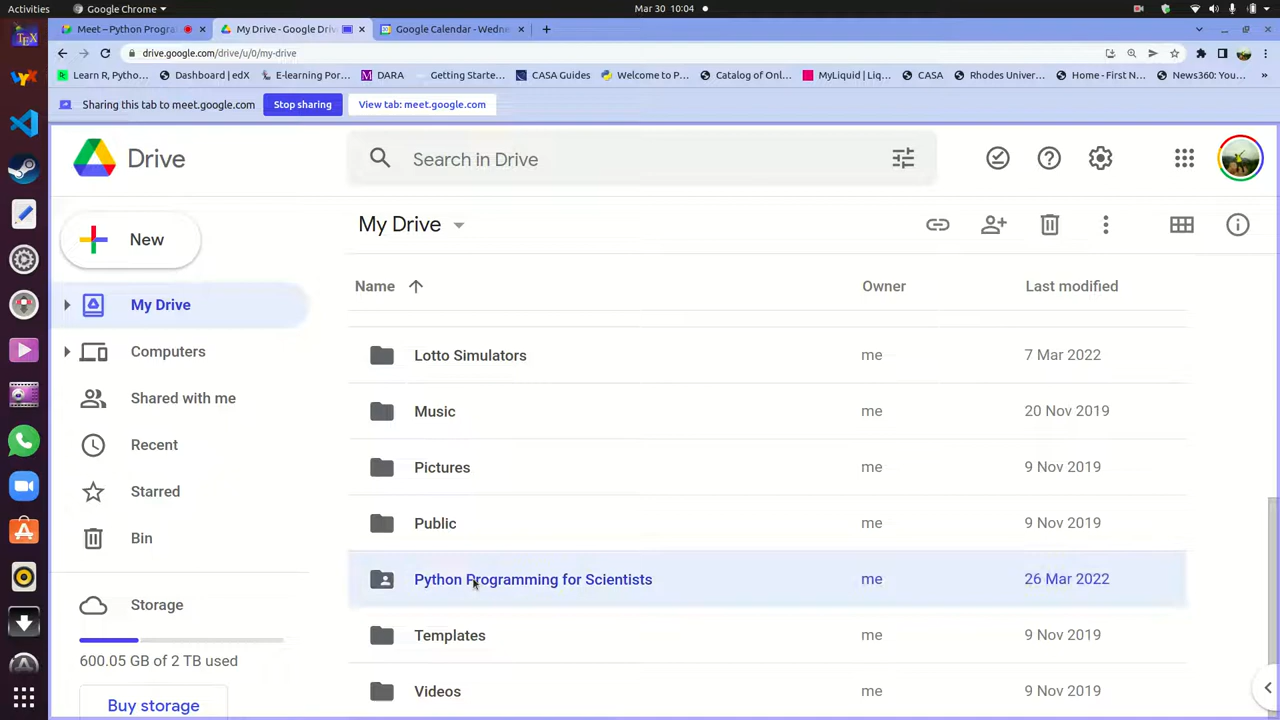 Activities
Google Chrome
Mar 30 10:04
Meet – Python Progra
My Drive - Google Driv
Google Calendar - Wedn
drive.google.com/drive/u/0/my-drive
Learn R, Pytho...
Dashboard | edX
E-learning Por...
DARA
Getting Starte...
CASA Guides
Welcome to P...
Catalog of Onl...
MyLiquid | Liq...
CASA
Rhodes Univer...
Home - First N...
News360: You...
Sharing this tab to meet.google.com
Stop sharing
View tab: meet.google.com
Drive
Search in Drive
New
My Drive
My Drive
Computers
Shared with me
Recent
Starred
Bin
Storage
600.05 GB of 2 TB used
Buy storage
Name
Owner
Last modified
Lotto Simulators me 7 Mar 2022
Music me 20 Nov 2019
Pictures me 9 Nov 2019
Public me 9 Nov 2019
Python Programming for Scientists me 26 Mar 2022
Templates me 9 Nov 2019
Videos me 9 Nov 2019